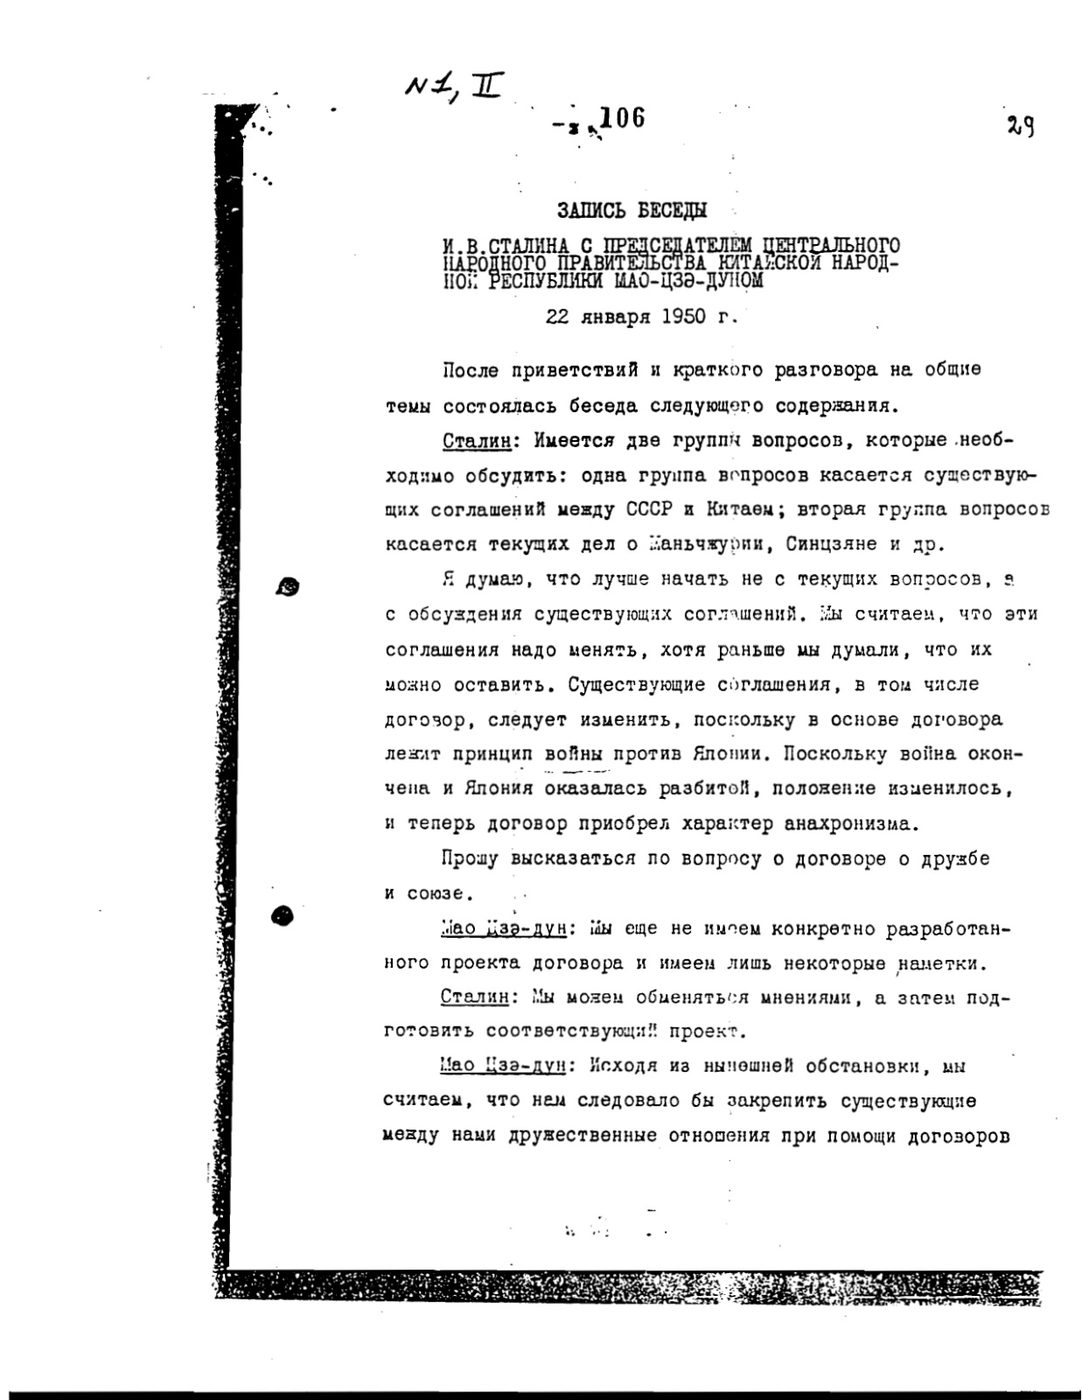 N1, II
106
29
ЗАПИСЬ БЕСЕДЫ
И.В.СТАЛИНА С ПРЕДСЕДАТЕЛЕМ ЦЕНТРАЛЬНОГО
НАРОДНОГО ПРАВИТЕЛЬСТВА КИТАЙСКОЙ НАРОД-
НОЙ РЕСПУБЛИКИ МАО-ЦЗЭ-ДУНОМ
22 января 1950 г.
После приветствий и краткого разговора на общие
темы состоялась беседа следующего содержания.
Сталин: Имеется две группы вопросов, которые необ-
ходимо обсудить: одна группа вопросов касается существую-
щих соглашений между СССР и Китаем; вторая группа вопросов
касается текущих дел о Маньчжурии, Синцзяне и др.
Я думаю, что лучше начать не с текущих вопросов, а
с обсуждения существующих соглашений. Мы считаем, что эти
соглашения надо менять, хотя раньше мы думали, что их
можно оставить. Существующие соглашения, в том числе
договор, следует изменить, поскольку в основе договора
лежит принцип войны против Японии. Поскольку война окон-
чена и Япония оказалась разбитой, положение изменилось,
и теперь договор приобрел характер анахронизма.
Прошу высказаться по вопросу о договоре о дружбе
и союзе.
Мао Цзэ-дун: Мы еще не имеем конкретно разработан-
ного проекта договора и имеем лишь некоторые наметки.
Сталин: Мы можем обменяться мнениями, а затем под-
готовить соответствующий проект.
Мао Цзэ-дун: Исходя из нынешней обстановки, мы
считаем, что нам следовало бы закрепить существующие
между нами дружественные отношения при помощи договоров